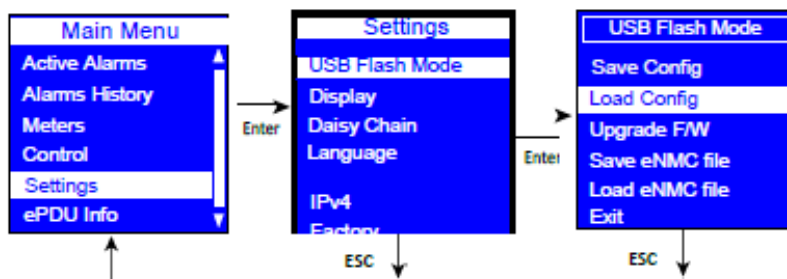 Main Menu
Active Alarms
Alarms History
Meters
Control
Settings
ePDU Info
Enter
Settings
USB Flash Mode
Display
Daisy Chain
Language
IPv4
Factory
ESC
Enter
USB Flash Mode
Save Config
Load Config
Upgrade F/W
Save eNMC file
Load eNMC file
Exit
ESC